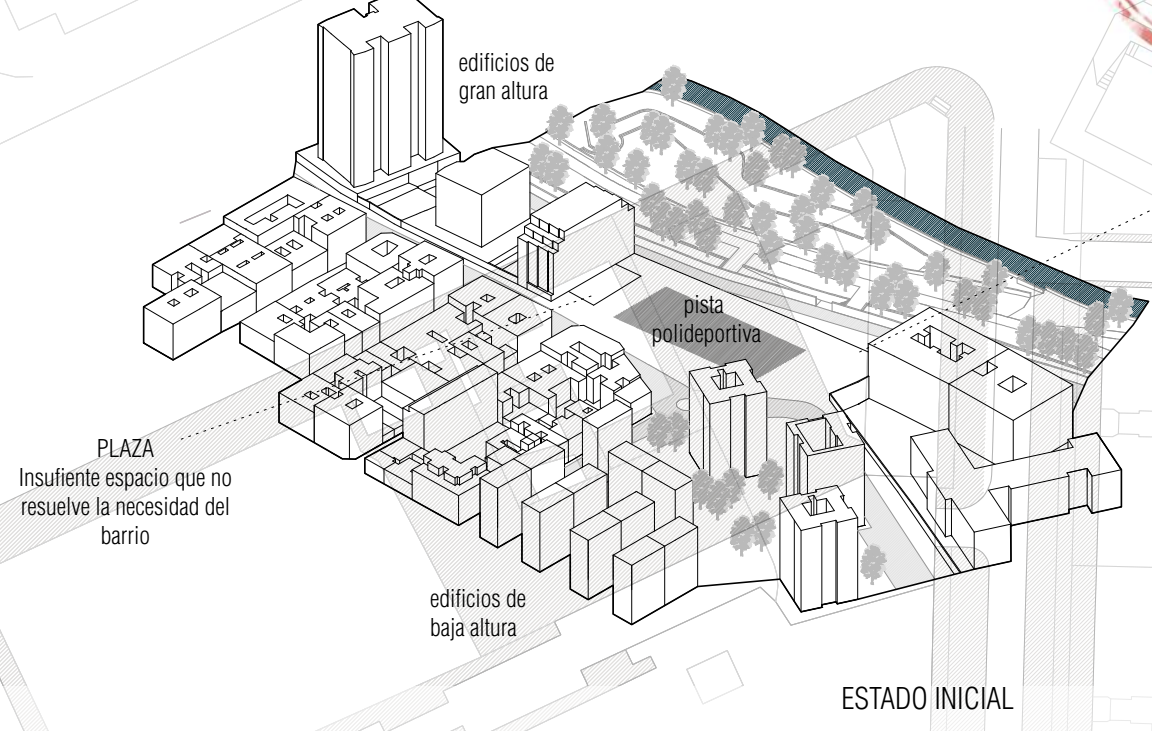 edificios de
gran altura
pista
polideportiva
PLAZA
Insufiente espacio que no
resuelve la necesidad del
barrio
edificios de
baja altura
ESTADO INICIAL